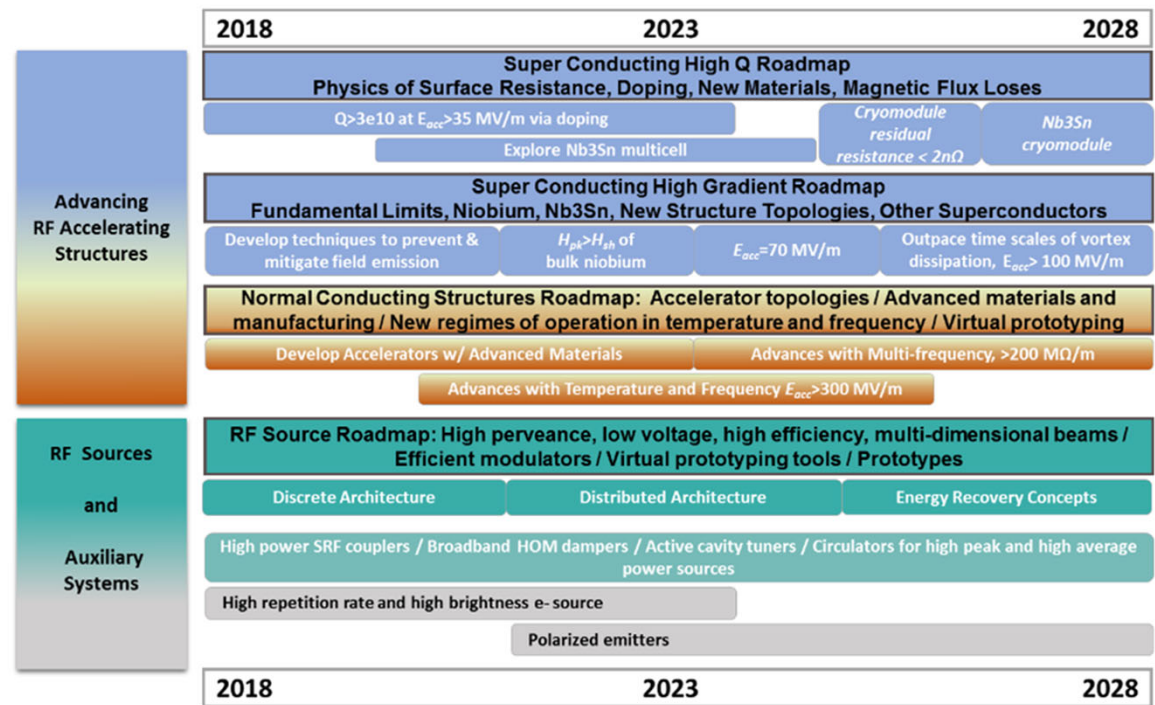 2018 2023 2028
Advancing
RF Accelerating
Structures
Super Conducting High Q Roadmap
Physics of Surface Resistance, Doping, New Materials, Magnetic Flux Loses
Q>3e10 at Eacc>35 MV/m via doping
Explore Nb3Sn multicell
Cryomodule
residual
resistance < 2nΩ
Nb3Sn
cryomodule
Super Conducting High Gradient Roadmap
Fundamental Limits, Niobium, Nb3Sn, New Structure Topologies, Other Superconductors
Develop techniques to prevent &
mitigate field emission
Hpk>Hsh of
bulk niobium
Eacc=70 MV/m
Outpace time scales of vortex
dissipation, Eacc> 100 MV/m
Normal Conducting Structures Roadmap: Accelerator topologies / Advanced materials and
manufacturing / New regimes of operation in temperature and frequency / Virtual prototyping
Develop Accelerators w/ Advanced Materials
Advances with Multi-frequency, >200 MΩ/m
Advances with Temperature and Frequency Eacc>300 MV/m
RF Sources
and
Auxiliary
Systems
RF Source Roadmap: High perveance, low voltage, high efficiency, multi-dimensional beams /
Efficient modulators / Virtual prototyping tools / Prototypes
Discrete Architecture
Distributed Architecture
Energy Recovery Concepts
High power SRF couplers / Broadband HOM dampers / Active cavity tuners / Circulators for high peak and high average
power sources
High repetition rate and high brightness e- source
Polarized emitters
2018 2023 2028